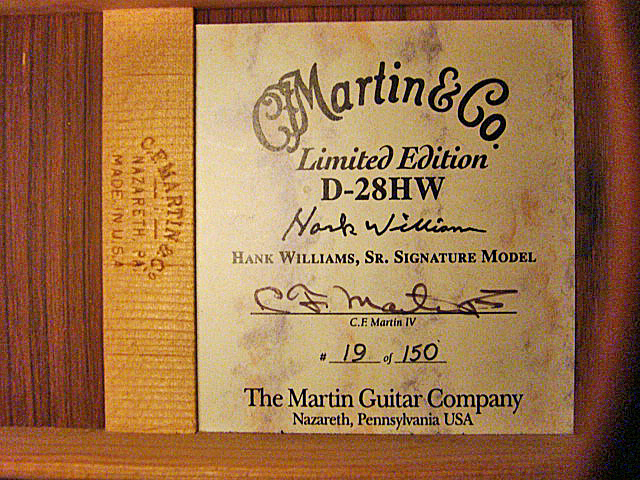 C.F. MARTIN & Co
NAZARETH, PA.
MADE IN U.S.A
CF Martin & Co.
Limited Edition
D-28HW
Hank Williams
HANK WILLIAMS, SR. SIGNATURE MODEL
C. F. Martin IV
C.F. Martin IV
# 19 of 150
The Martin Guitar Company
Nazareth, Pennsylvania USA